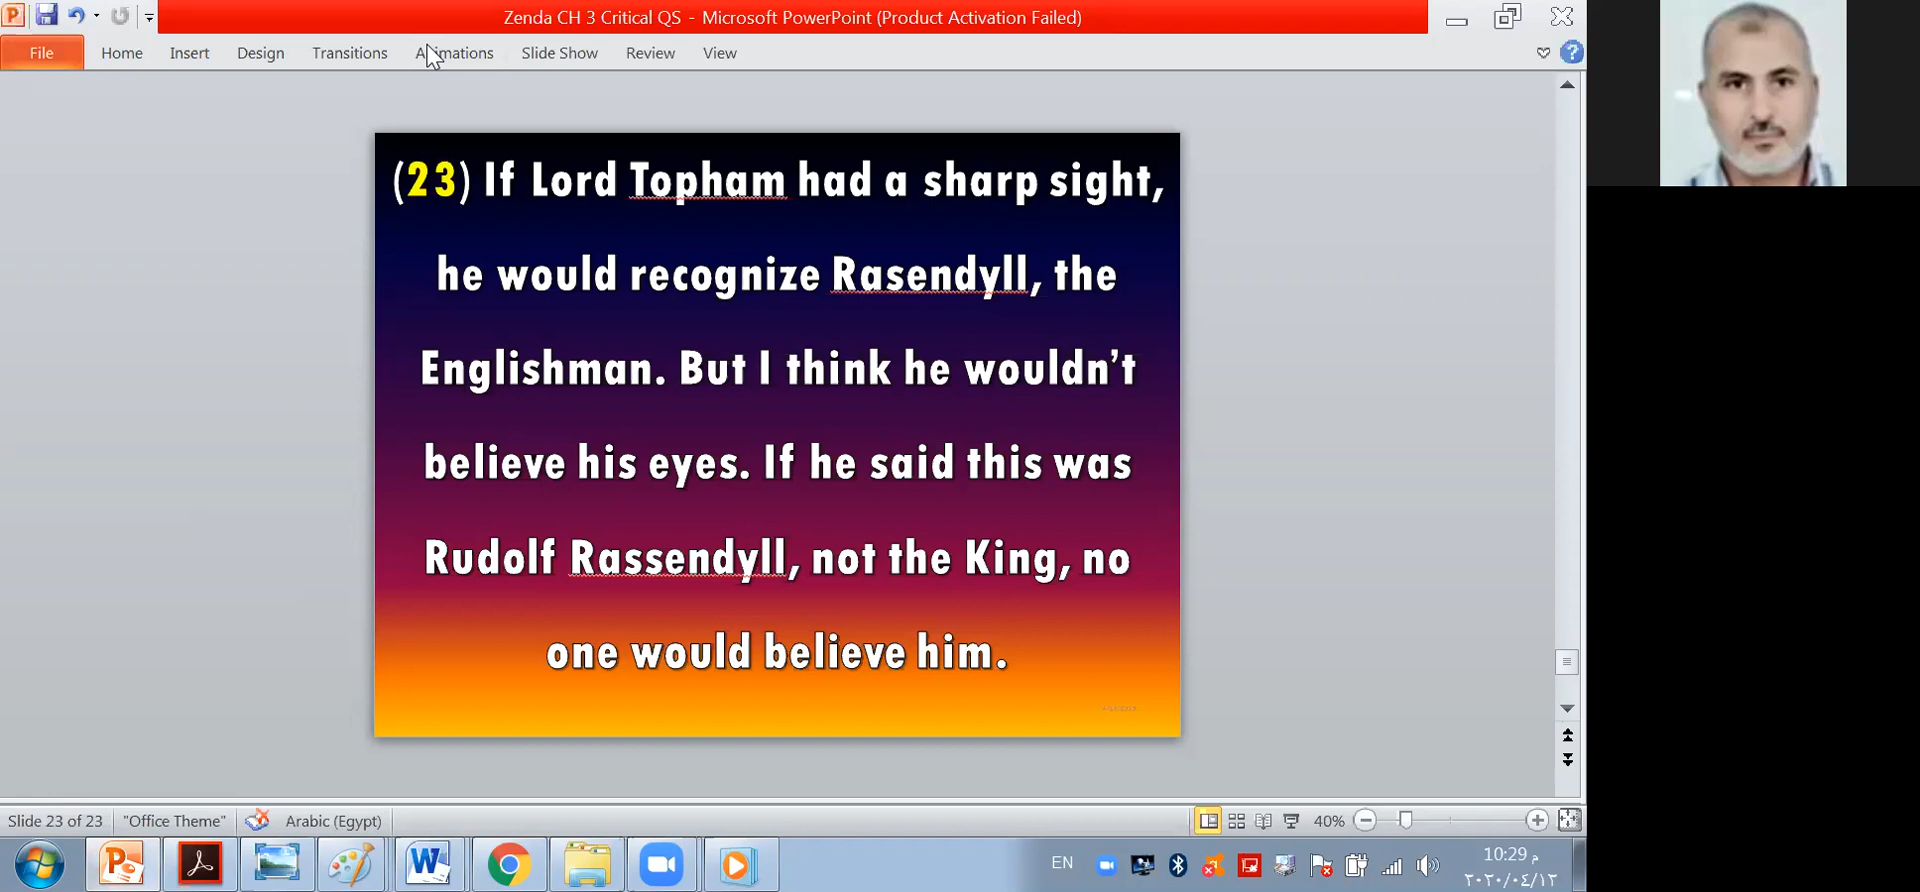 Zenda CH 3 Critical QS - Microsoft PowerPoint (Product Activation Failed)
File Home Insert Design Transitions Animations Slide Show Review View
(23) If Lord Topham had a sharp sight,
he would recognize Rasendyll, the
Englishman. But I think he wouldn’t
believe his eyes. If he said this was
Rudolf Rassendyll, not the King, no
one would believe him.
Slide 23 of 23 "Office Theme" Arabic (Egypt) 40%
EN 10:29 م
٢٠٢٠/٠٤/١٢